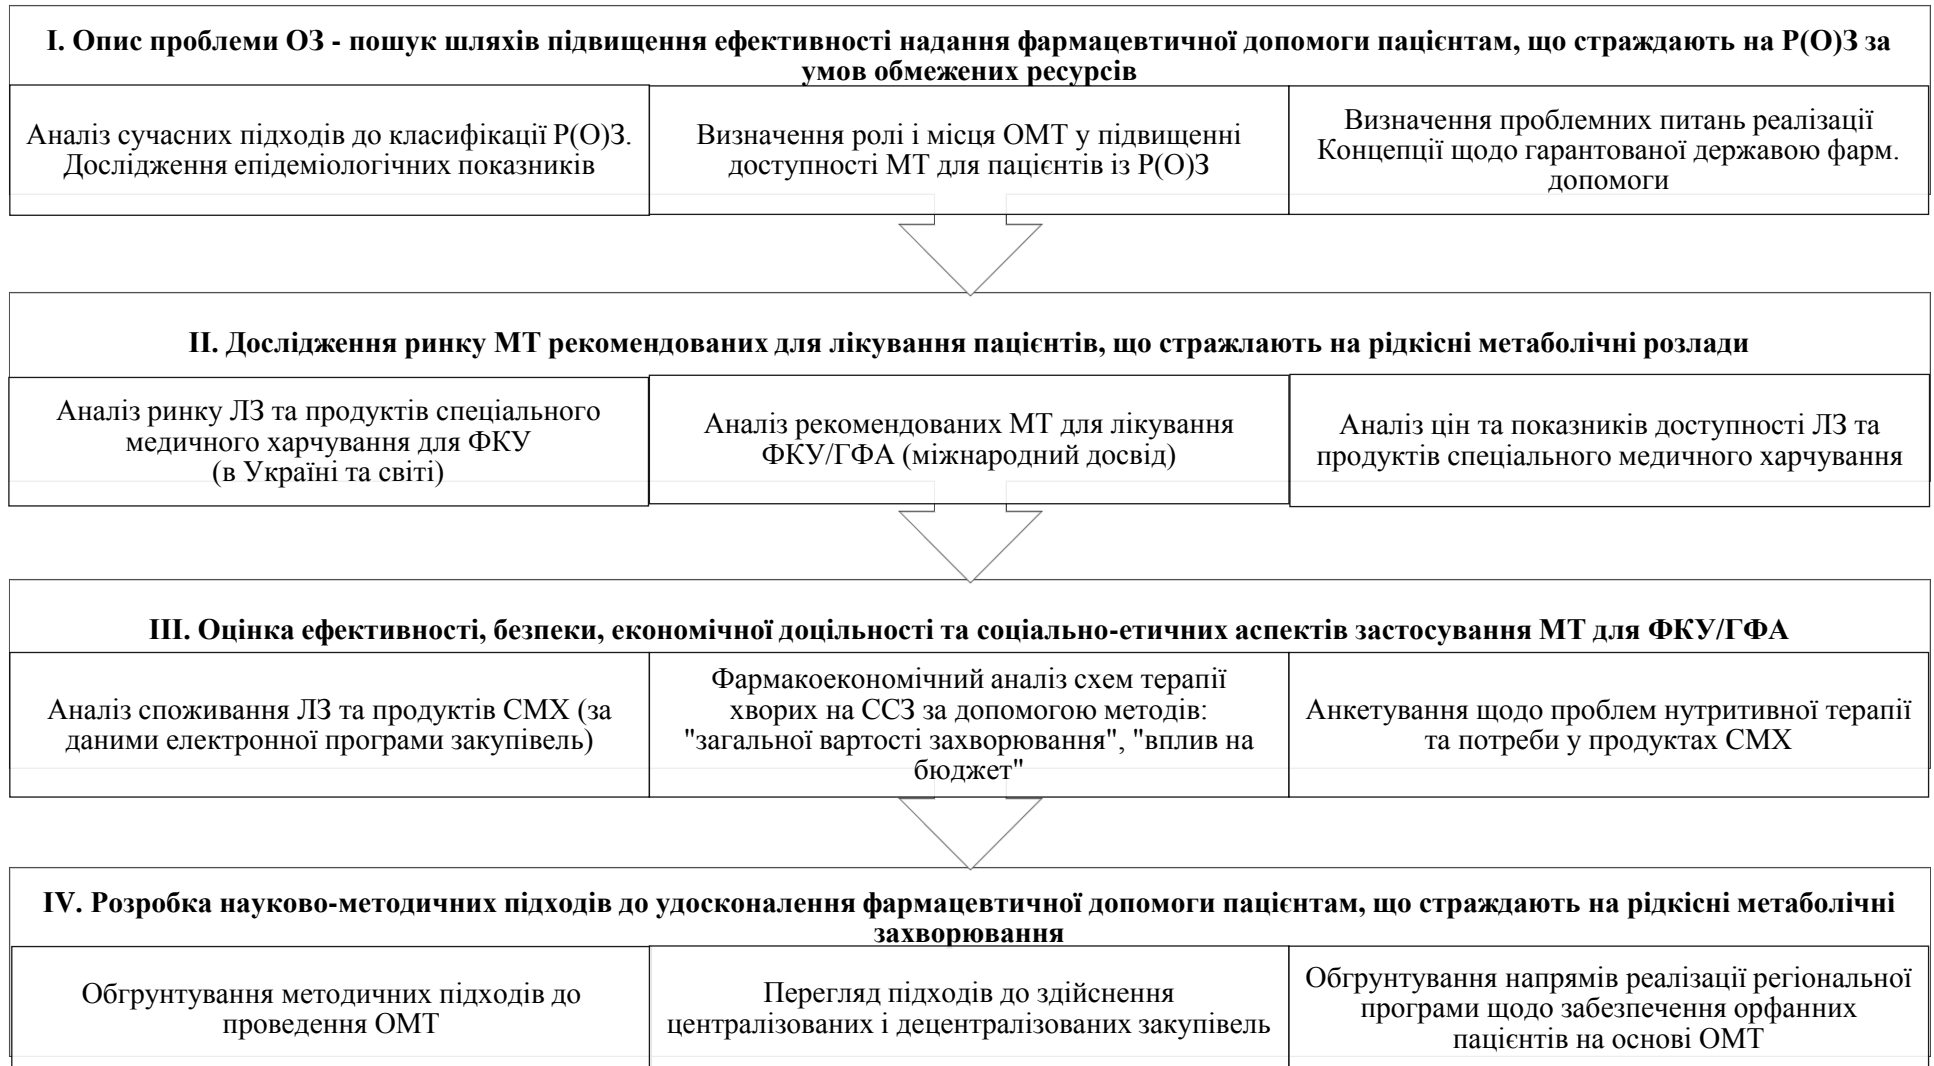 I. Опис проблеми ОЗ - пошук шляхів підвищення ефективності надання фармацевтичної допомоги пацієнтам, що страждають на Р(О)З за
умов обмежених ресурсів
Аналіз сучасних підходів до класифікації Р(О)З.
Дослідження епідеміологічних показників
Визначення ролі і місця ОМТ у підвищенні
доступності МТ для пацієнтів із Р(О)З
Визначення проблемних питань реалізації
Концепції щодо гарантованої державою фарм.
допомоги
II. Дослідження ринку МТ рекомендованих для лікування пацієнтів, що стражлають на рідкісні метаболічні розлади
Аналіз ринку ЛЗ та продуктів спеціального
медичного харчування для ФКУ
(в Україні та світі)
Аналіз рекомендованих МТ для лікування
ФКУ/ГФА (міжнародний досвід)
Аналіз цін та показників доступності ЛЗ та
продуктів спеціального медичного харчування
III. Оцінка ефективності, безпеки, економічної доцільності та соціально-етичних аспектів застосування МТ для ФКУ/ГФА
Аналіз споживання ЛЗ та продуктів СМХ (за
даними електронної програми закупівель)
Фармакоекономічний аналіз схем терапії
хворих на ССЗ за допомогою методів:
"загальної вартості захворювання", "вплив на
бюджет"
Анкетування щодо проблем нутритивної терапії
та потреби у продуктах СМХ
IV. Розробка науково-методичних підходів до удосконалення фармацевтичної допомоги пацієнтам, що страждають на рідкісні метаболічні
захворювання
Обгрунтування методичних підходів до
проведення ОМТ
Перегляд підходів до здійснення
централізованих і децентралізованих закупівель
Обгрунтування напрямів реалізації регіональної
програми щодо забезпечення орфанних
пацієнтів на основі ОМТ